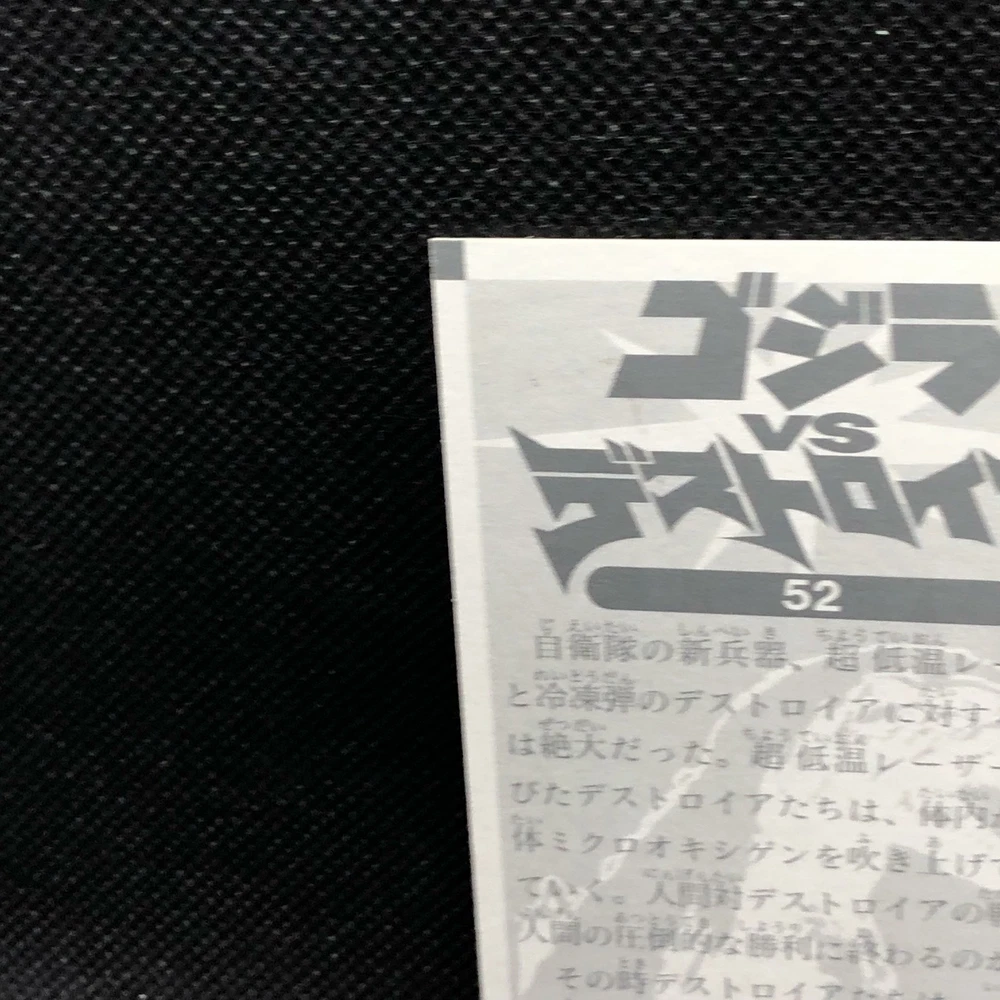 ゴジラ
VS
デストロイ
52
自衛隊の新兵器、超低温レー
と冷凍弾のデストロイアに対す
は絶大だった。超低温レーザー
びたデストロイアたちは、体内
体ミクロオキシゲンを吹き上げて
ていく。人間対デストロイアの
人間の圧倒的な勝利に終わるのか
その時デストロイアたちは